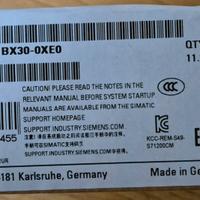 BX30-0XE0
QTY
11.
CAUTION! PLEASE READ THE NOTES IN THE
RELEVANT MANUAL BEFORE SYSTEM STARTUP
MANUALS ARE AVAILABLE FROM THE SIMATIC
SUPPORT HOMEPAGE
SUPPORT.INDUSTRY.SIEMENS.COM/
KCC-REM-S49-
S71200CM
455
SUPPORT.INDUSTRY.SIEMENS.COM/
181 Karlsruhe, Germany
Made in Germany